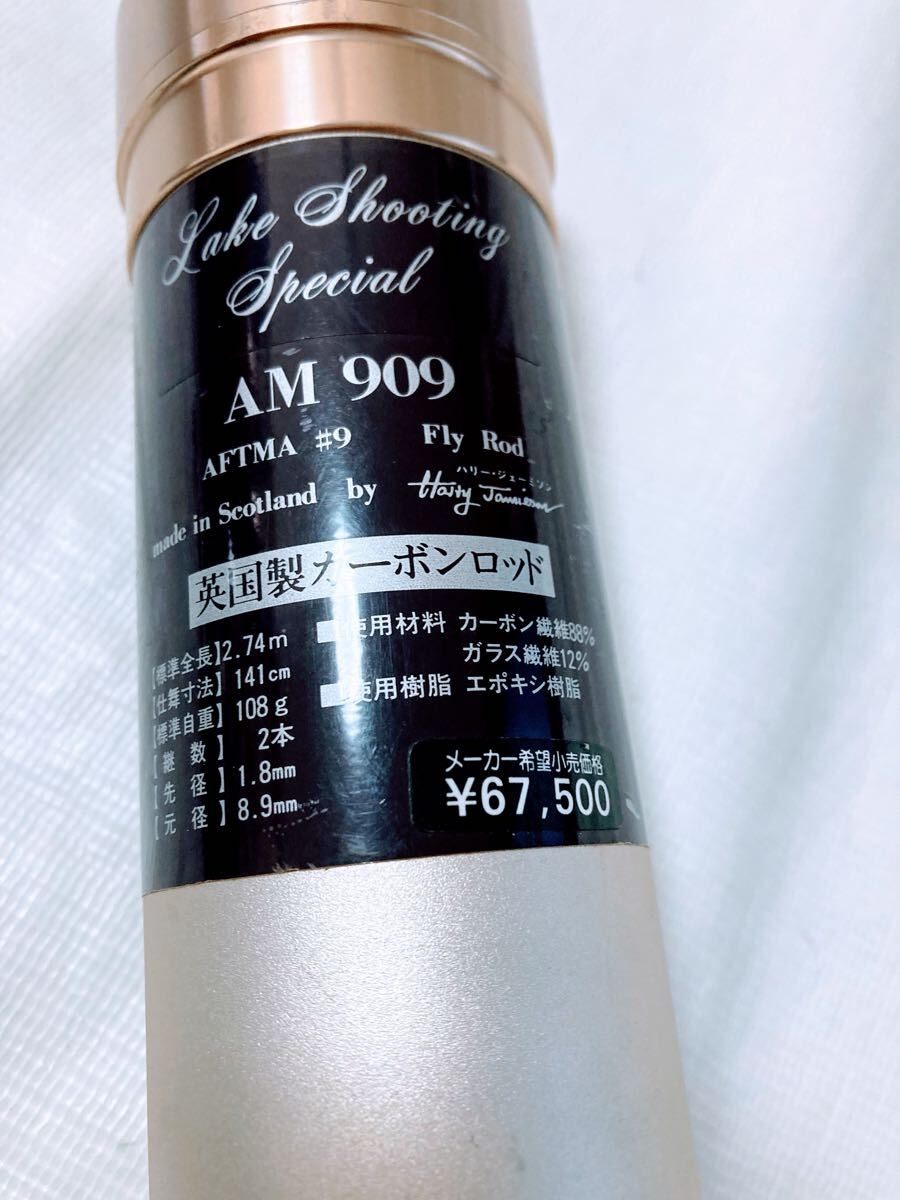 Lake Shooting
Special
AM 909
AFTMA #9 Fly Rod
ハリー・ジェーミソン
made in Scotland by Harry Jamieson
英国製カーボンロッド
【標準全長】2.74m
【仕舞寸法】141cm
【標準自重】108g
【継数】2本
【先径】1.8mm
【元径】8.9mm
使用材料 カーボン繊維88%
ガラス繊維12%
使用樹脂 エポキシ樹脂
メーカー希望小売価格
¥67,500